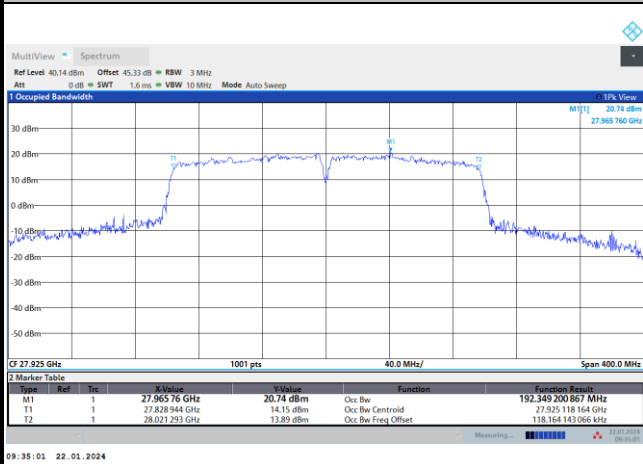 MultiView Spectrum
Ref Level 40.14 dBm Offset 45.33 dB RBW 3 MHz
Att 0 dB SWT 1.6 ms VBW 10 MHz Mode Auto Sweep
1 Occupied Bandwidth 1Pk View
M1[1] 20.74 dBm
27.965 760 GHz
30 dBm
M1
20 dBm
T1 T2
10 dBm
0 dBm
-10 dBm
-20 dBm
-30 dBm
-40 dBm
-50 dBm
CF 27.925 GHz 1001 pts 40.0 MHz/ Span 400.0 MHz
2 Marker Table
Type Ref Trc X-Value Y-Value Function Function Result
M1 1 27.965 76 GHz 20.74 dBm Occ Bw 192.349 200 867 MHz
T1 1 27.828 944 GHz 14.15 dBm Occ Bw Centroid 27.925 118 164 GHz
T2 1 28.021 293 GHz 13.89 dBm Occ Bw Freq Offset 118.164 143 066 kHz
Measuring... 22.01.2024
09:35:01
09:35:01 22.01.2024